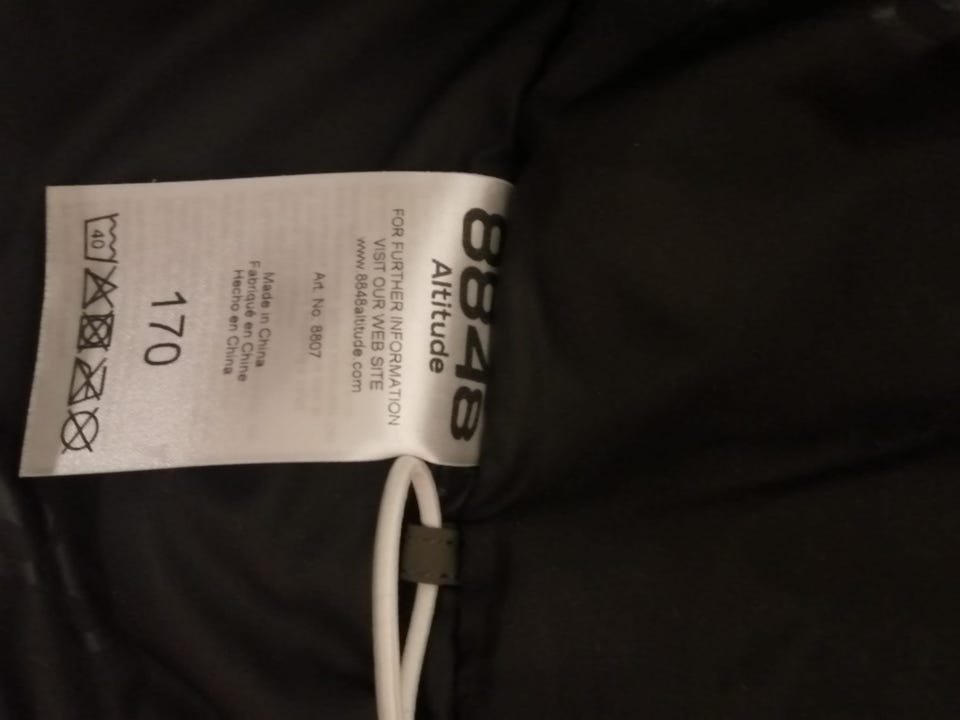 8848
Altitude
FOR FURTHER INFORMATION
VISIT OUR WEB SITE
www.8848altitude.com
Art. No. 8807
Made in China
Fabriqué en Chine
Hecho en China
170
40